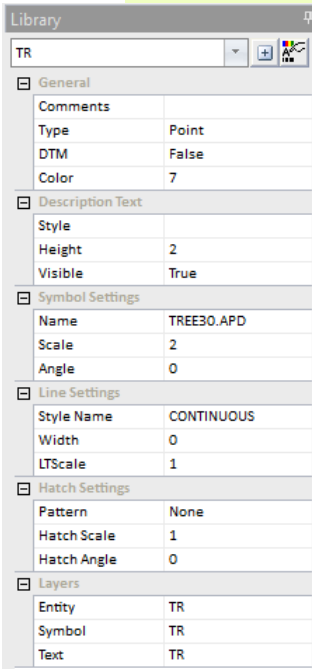 Library
TR
General
Comments
Type Point
DTM False
Color 7
Description Text
Style
Height 2
Visible True
Symbol Settings
Name TREE30.APD
Scale 2
Angle 0
Line Settings
Style Name CONTINUOUS
Width 0
LTScale 1
Hatch Settings
Pattern None
Hatch Scale 1
Hatch Angle 0
Layers
Entity TR
Symbol TR
Text TR